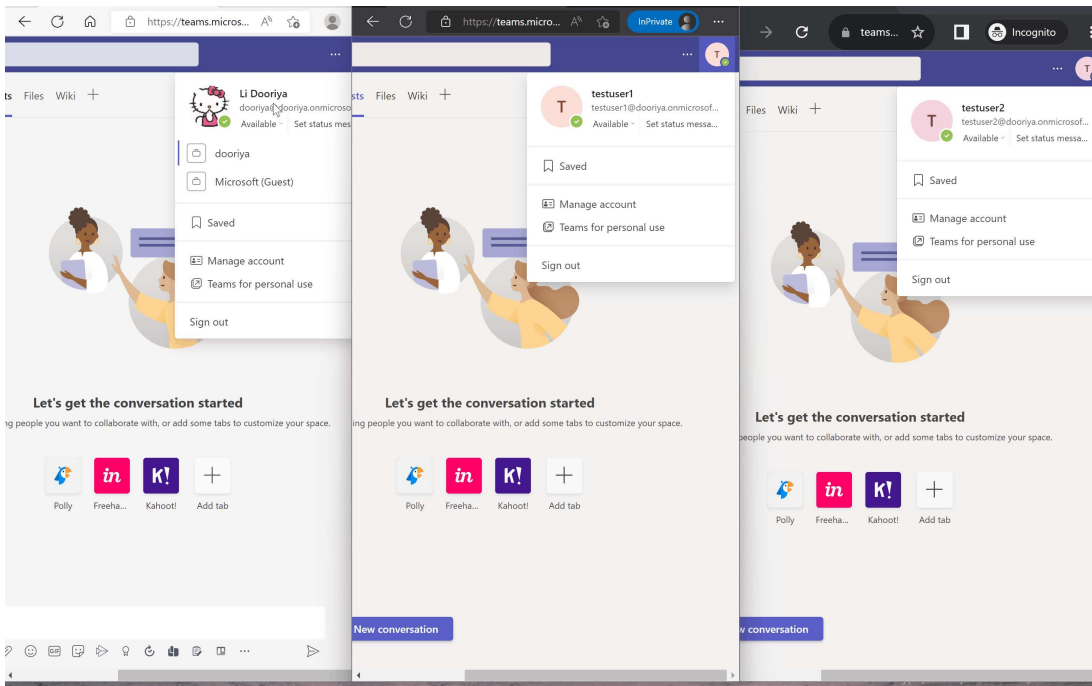 https://teams.micros...
...
ts Files Wiki +
Li Dooriya
dooriya@dooriya.onmicroso
Available
Set status mes
dooriya
Microsoft (Guest)
Saved
Manage account
Teams for personal use
Sign out
Let's get the conversation started
ng people you want to collaborate with, or add some tabs to customize your space.
in K!
Polly Freeha... Kahoot! Add tab
GIF
https://teams.micro...
InPrivate
...
...
T
sts Files Wiki +
T
testuser1
testuser1@dooriya.onmicrosof...
Available
Set status messa...
Saved
Manage account
Teams for personal use
Sign out
Let's get the conversation started
ing people you want to collaborate with, or add some tabs to customize your space.
in K!
Polly Freeha... Kahoot! Add tab
New conversation
teams...
Incognito
...
T
Files Wiki +
T
testuser2
testuser2@dooriya.onmicrosof...
Available
Set status messa...
Saved
Manage account
Teams for personal use
Sign out
Let's get the conversation started
people you want to collaborate with, or add some tabs to customize your space.
in K!
Polly Freeha... Kahoot! Add tab
w conversation